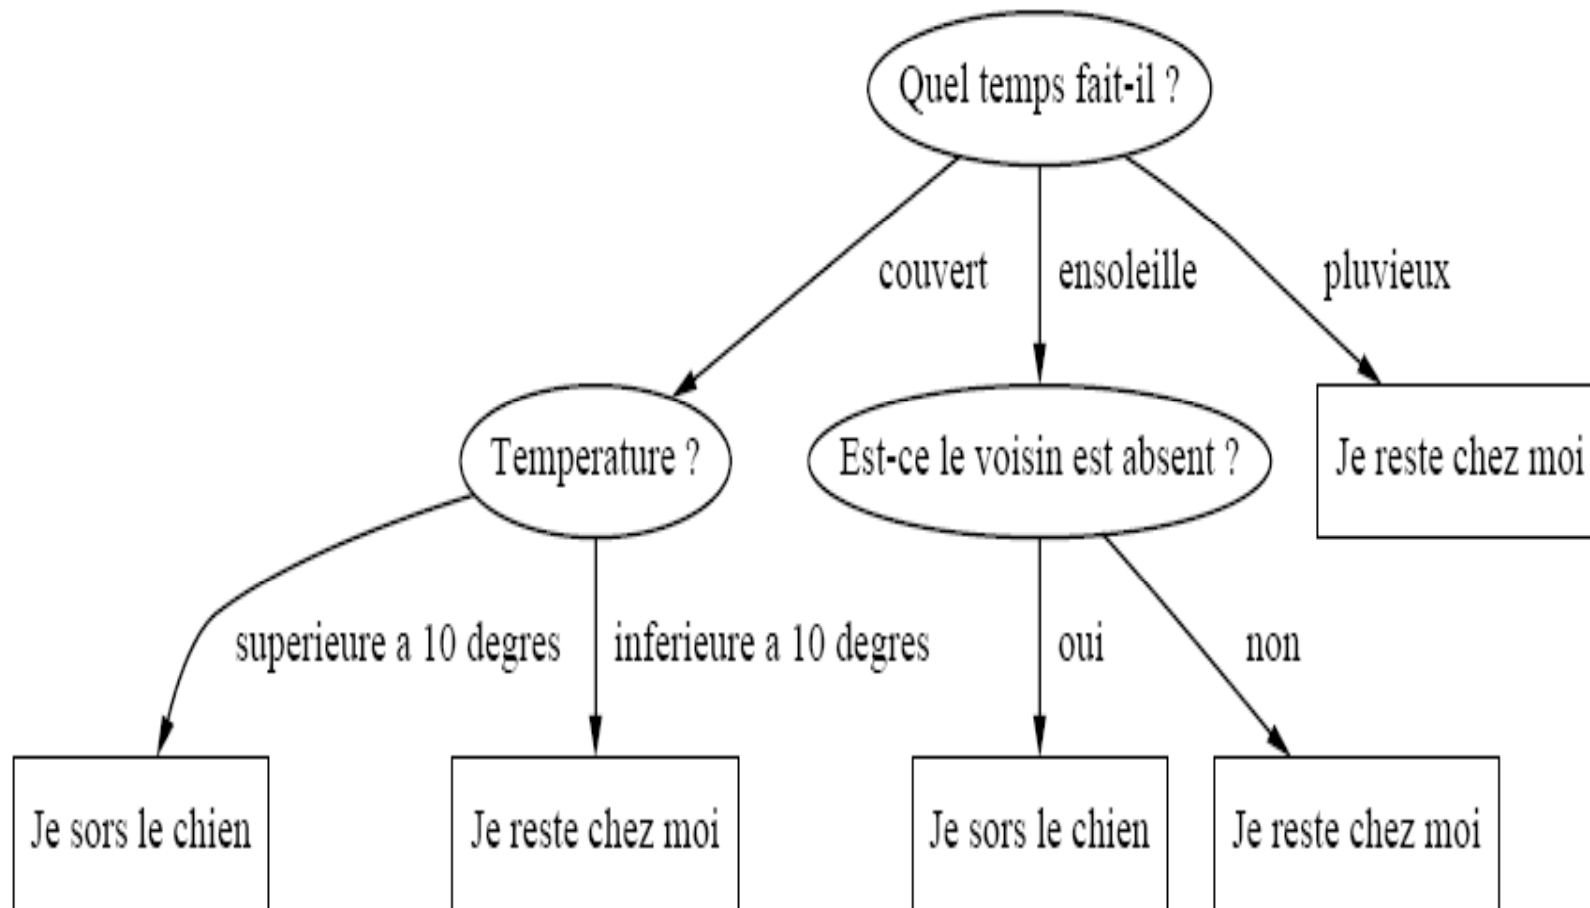 Quel temps fait-il ?
couvert
ensoleille
pluvieux
Temperature ?
Est-ce le voisin est absent ?
Je reste chez moi
superieure a 10 degres
inferieure a 10 degres
oui
non
Je sors le chien
Je reste chez moi
Je sors le chien
Je reste chez moi